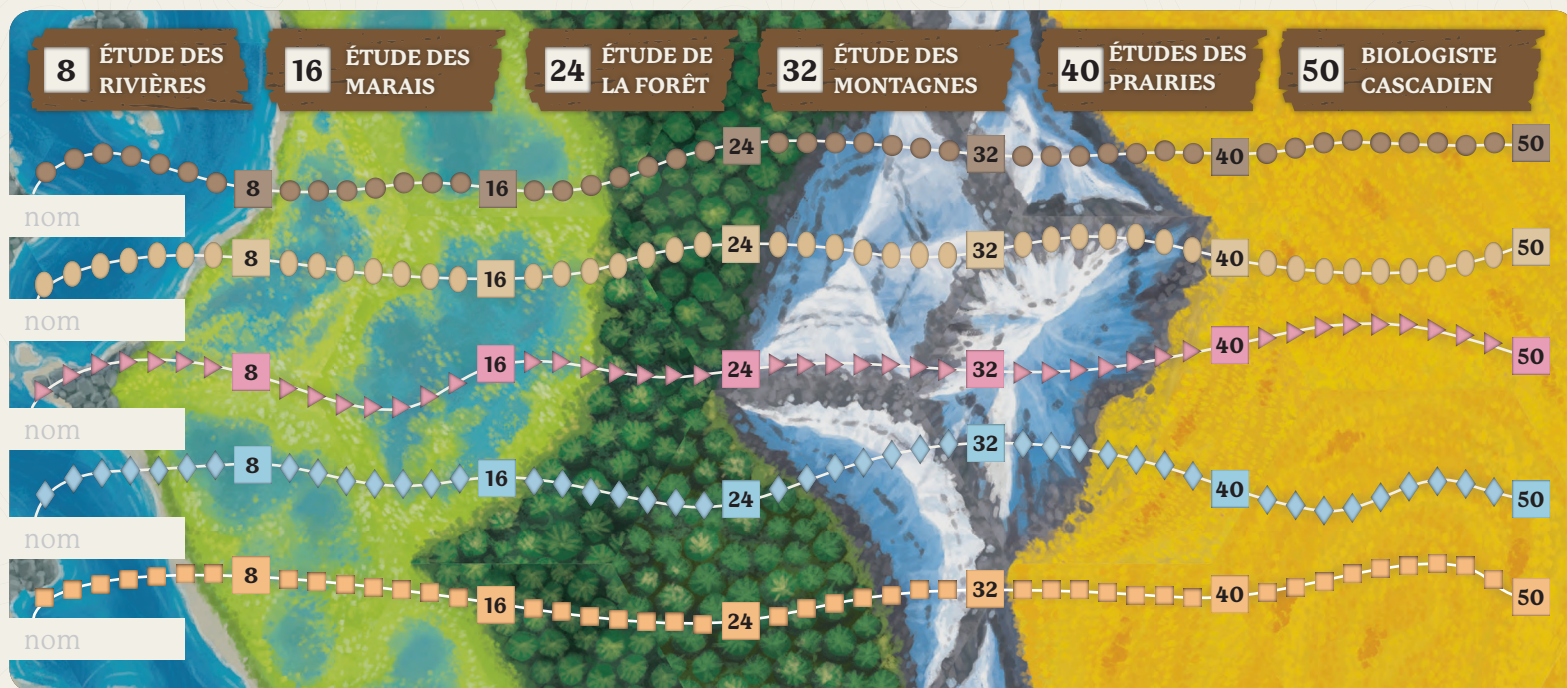 8 ÉTUDE DES RIVIÈRES
16 ÉTUDE DES MARAIS
24 ÉTUDE DE LA FORÊT
32 ÉTUDE DES MONTAGNES
40 ÉTUDES DES PRAIRIES
50 BIOLOGISTE CASCADIEN
8 16 24 32 40 50
nom
8 16 24 32 40 50
nom
8 16 24 32 40 50
nom
8 16 24 32 40 50
nom
8 16 24 32 40 50
nom